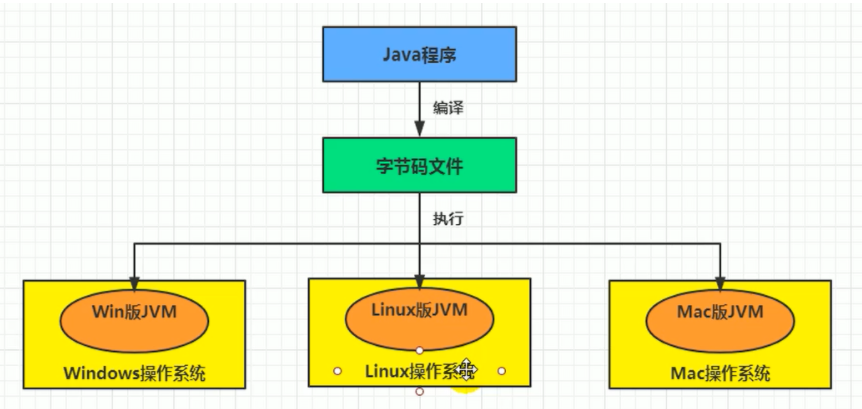 Java程序
编译
字节码文件
执行
Win版JVM
Windows操作系统
Linux版JVM
Linux操作系统
Mac版JVM
Mac操作系统